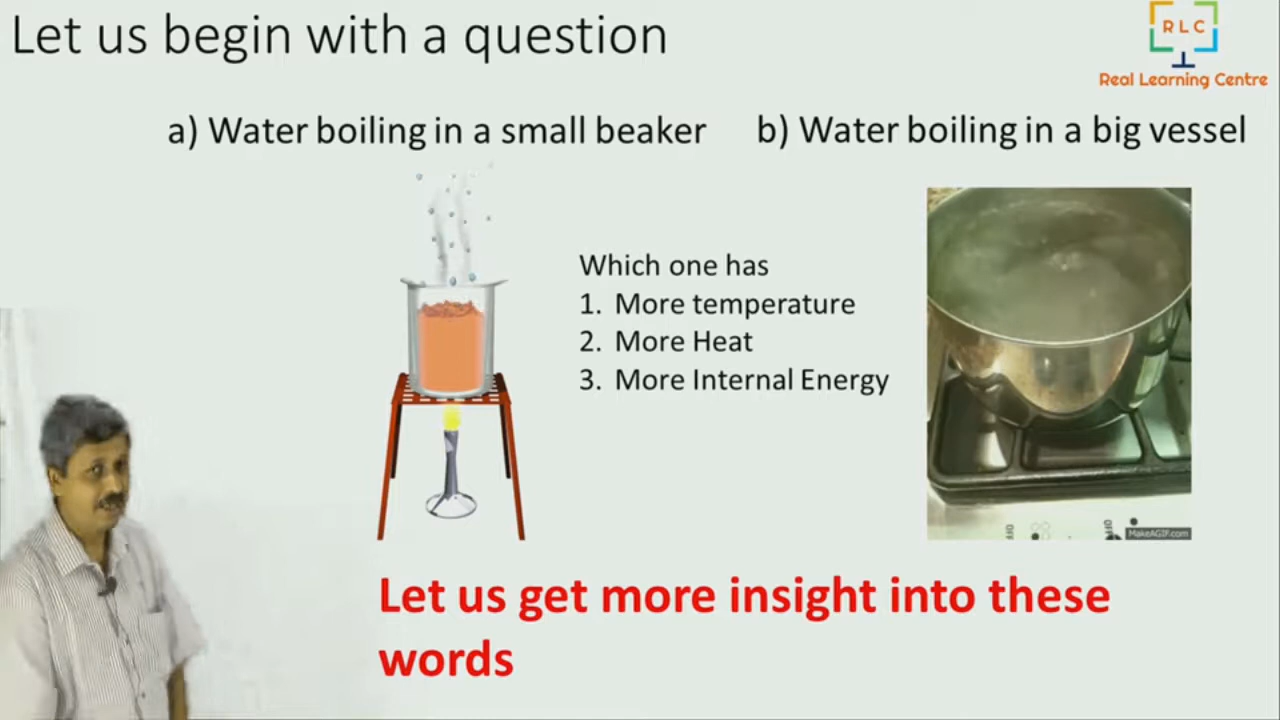 Let us begin with a question
R L C
Real Learning Centre
a) Water boiling in a small beaker
b) Water boiling in a big vessel
Which one has
1. More temperature
2. More Heat
3. More Internal Energy
OFF
OFF
MakeAGIF.com
Let us get more insight into these
words